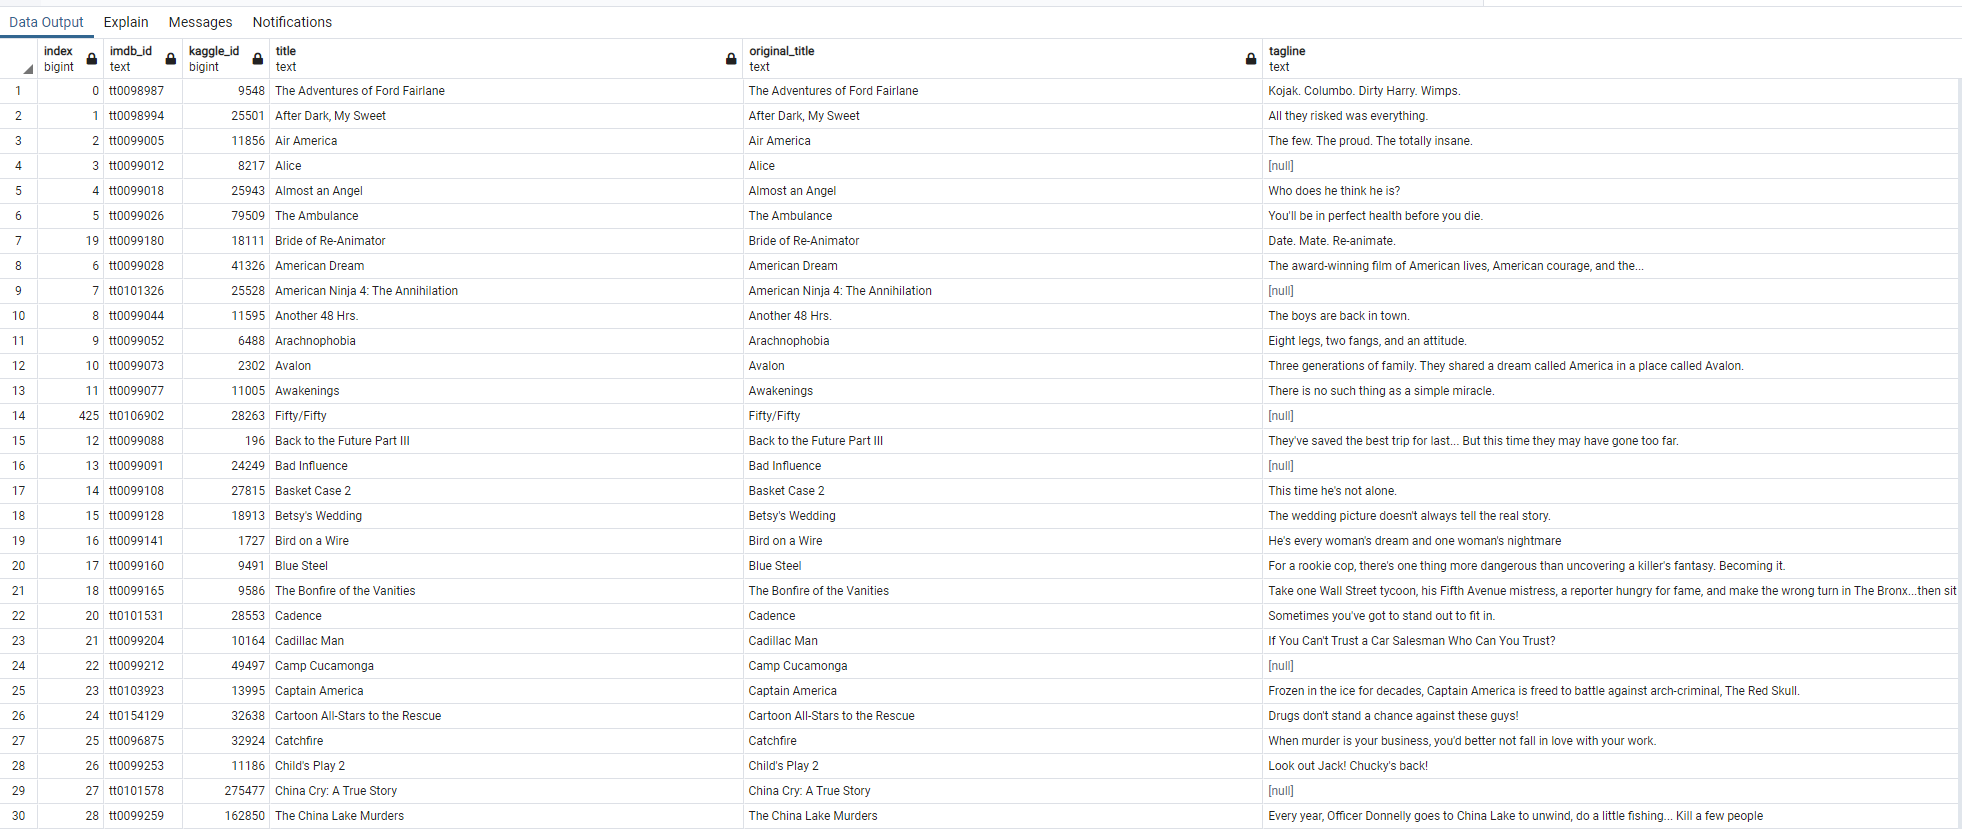 Data Output Explain Messages Notifications
index imdb_id kaggle_id title original_title tagline
bigint text bigint text text text
1 0 tt0098987 9548 The Adventures of Ford Fairlane The Adventures of Ford Fairlane Kojak. Columbo. Dirty Harry. Wimps.
2 1 tt0098994 25501 After Dark, My Sweet After Dark, My Sweet All they risked was everything.
3 2 tt0099005 11856 Air America Air America The few. The proud. The totally insane.
4 3 tt0099012 8217 Alice Alice [null]
5 4 tt0099018 25943 Almost an Angel Almost an Angel Who does he think he is?
6 5 tt0099026 79509 The Ambulance The Ambulance You'll be in perfect health before you die.
7 19 tt0099180 18111 Bride of Re-Animator Bride of Re-Animator Date. Mate. Re-animate.
8 6 tt0099028 41326 American Dream American Dream The award-winning film of American lives, American courage, and the...
9 7 tt0101326 25528 American Ninja 4: The Annihilation American Ninja 4: The Annihilation [null]
10 8 tt0099044 11595 Another 48 Hrs. Another 48 Hrs. The boys are back in town.
11 9 tt0099052 6488 Arachnophobia Arachnophobia Eight legs, two fangs, and an attitude.
12 10 tt0099073 2302 Avalon Avalon Three generations of family. They shared a dream called America in a place called Avalon.
13 11 tt0099077 11005 Awakenings Awakenings There is no such thing as a simple miracle.
14 425 tt0106902 28263 Fifty/Fifty Fifty/Fifty [null]
15 12 tt0099088 196 Back to the Future Part III Back to the Future Part III They've saved the best trip for last... But this time they may have gone too far.
16 13 tt0099091 24249 Bad Influence Bad Influence [null]
17 14 tt0099108 27815 Basket Case 2 Basket Case 2 This time he's not alone.
18 15 tt0099128 18913 Betsy's Wedding Betsy's Wedding The wedding picture doesn't always tell the real story.
19 16 tt0099141 1727 Bird on a Wire Bird on a Wire He's every woman's dream and one woman's nightmare
20 17 tt0099160 9491 Blue Steel Blue Steel For a rookie cop, there's one thing more dangerous than uncovering a killer's fantasy. Becoming it.
21 18 tt0099165 9586 The Bonfire of the Vanities The Bonfire of the Vanities Take one Wall Street tycoon, his Fifth Avenue mistress, a reporter hungry for fame, and make the wrong turn in The Bronx...then sit
22 20 tt0101531 28553 Cadence Cadence Sometimes you've got to stand out to fit in.
23 21 tt0099204 10164 Cadillac Man Cadillac Man If You Can't Trust a Car Salesman Who Can You Trust?
24 22 tt0099212 49497 Camp Cucamonga Camp Cucamonga [null]
25 23 tt0103923 13995 Captain America Captain America Frozen in the ice for decades, Captain America is freed to battle against arch-criminal, The Red Skull.
26 24 tt0154129 32638 Cartoon All-Stars to the Rescue Cartoon All-Stars to the Rescue Drugs don't stand a chance against these guys!
27 25 tt0096875 32924 Catchfire Catchfire When murder is your business, you'd better not fall in love with your work.
28 26 tt0099253 11186 Child's Play 2 Child's Play 2 Look out Jack! Chucky's back!
29 27 tt0101578 275477 China Cry: A True Story China Cry: A True Story [null]
30 28 tt0099259 162850 The China Lake Murders The China Lake Murders Every year, Officer Donnelly goes to China Lake to unwind, do a little fishing... Kill a few people